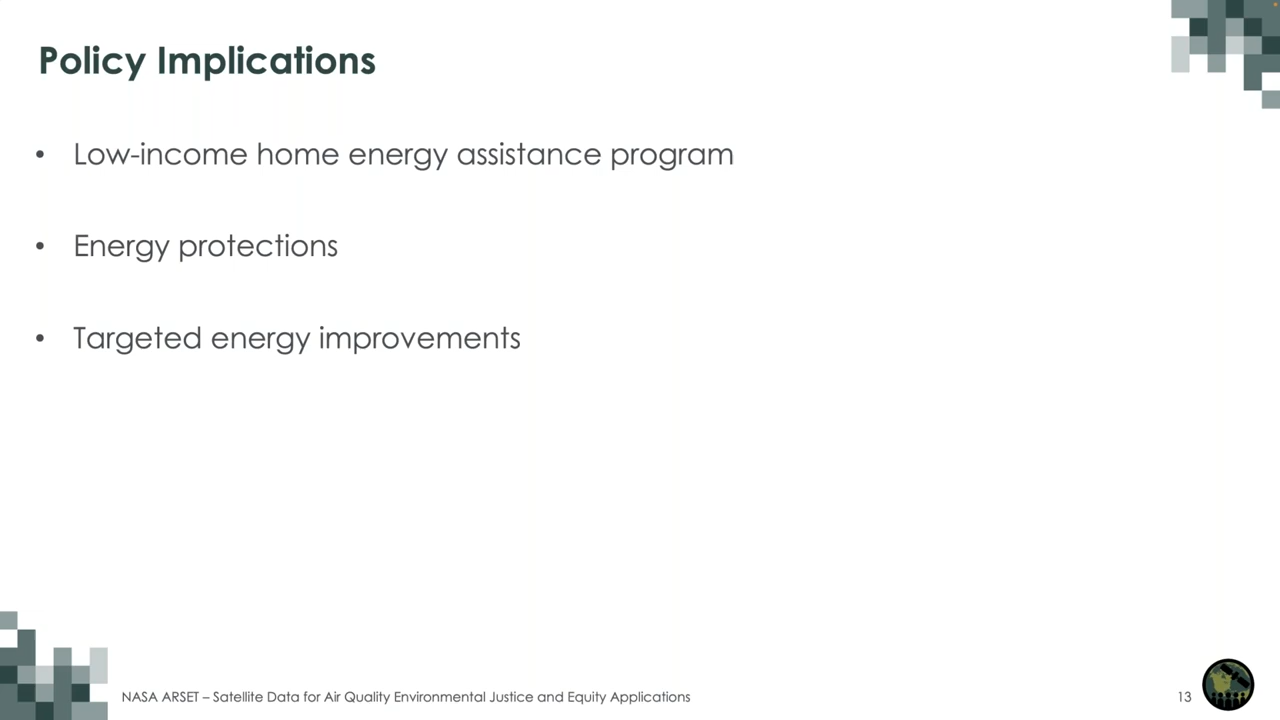 Policy Implications
• Low-income home energy assistance program
• Energy protections
• Targeted energy improvements
NASA ARSET – Satellite Data for Air Quality Environmental Justice and Equity Applications
13